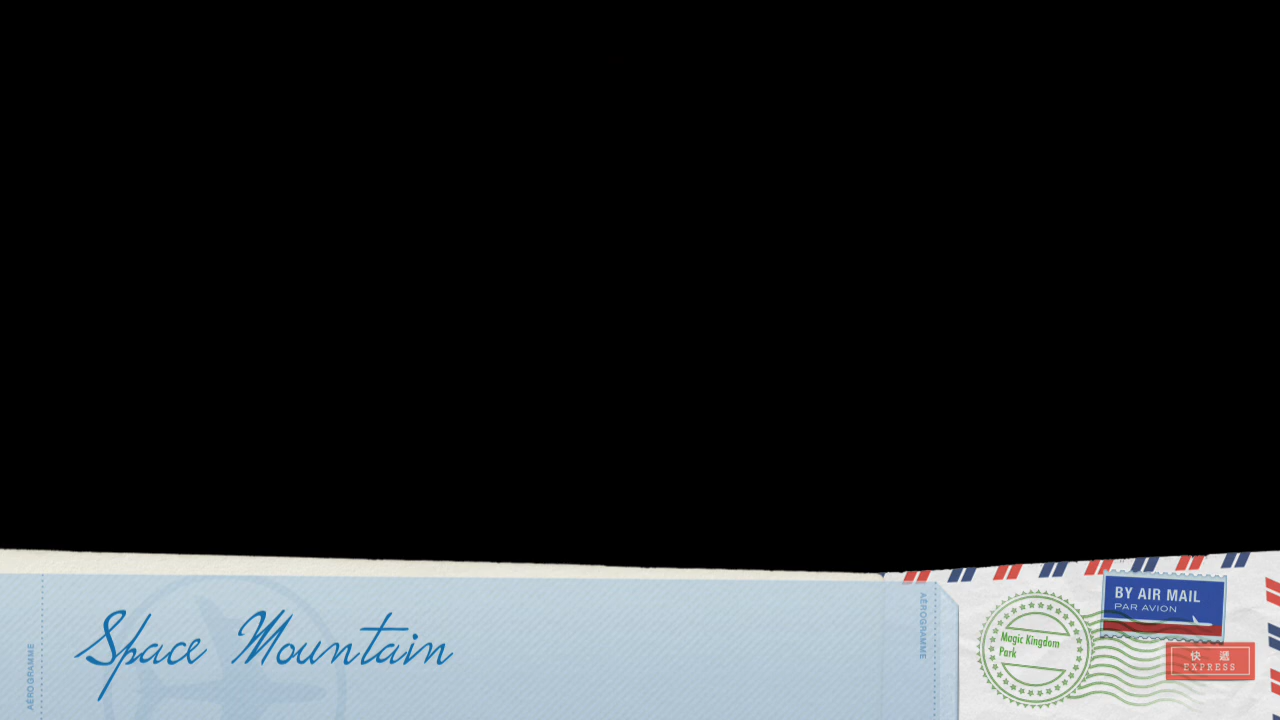 Space Mountain
AÉROGRAMME
AÉROGRAMME
Magic Kingdom
Park
BY AIR MAIL
PAR AVION
快遞
EXPRESS